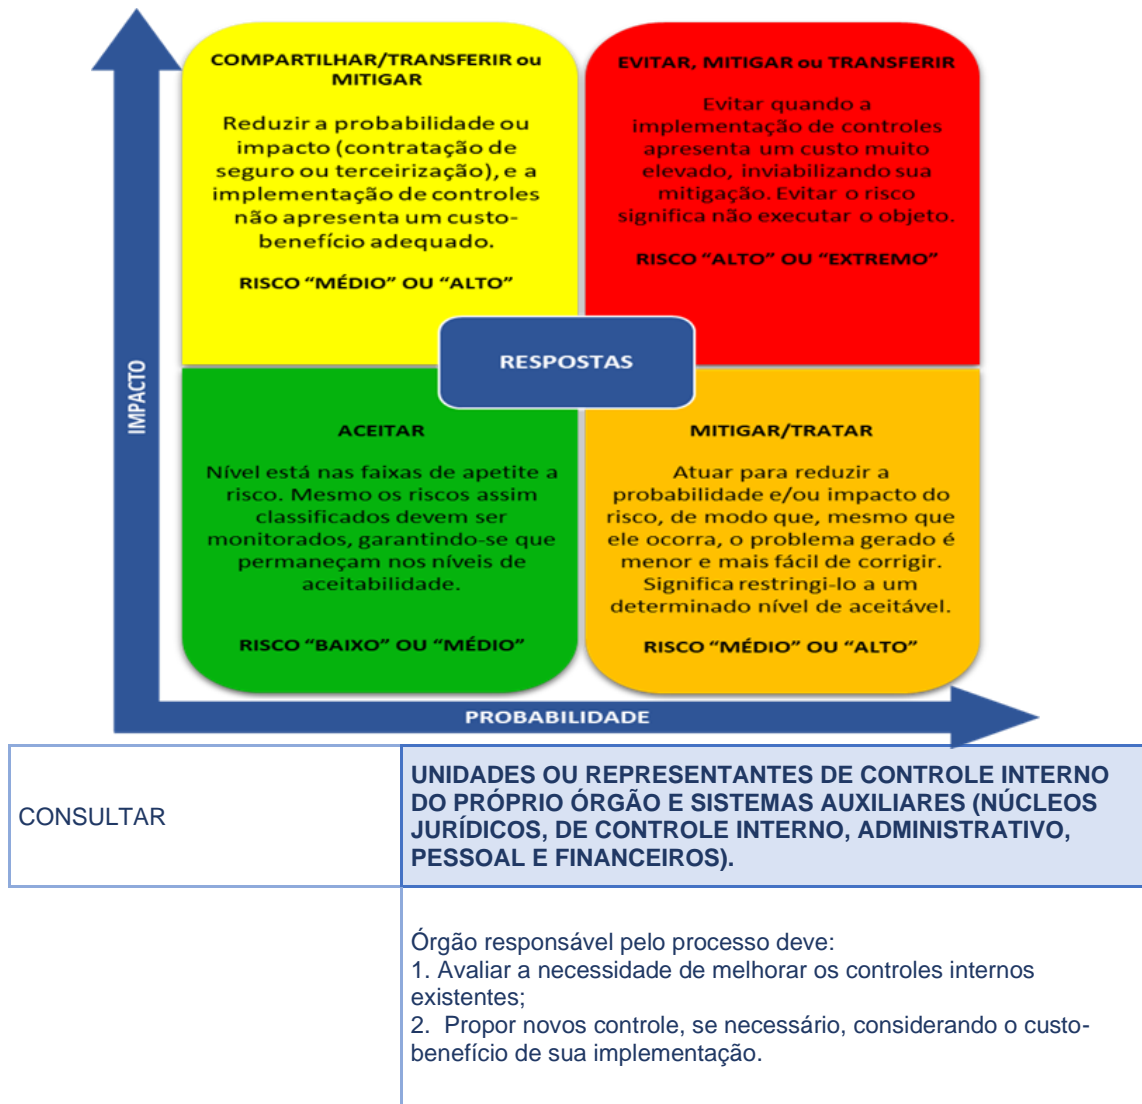 COMPARTILHAR/TRANSFERIR ou
MITIGAR
Reduzir a probabilidade ou
impacto (contratação de
seguro ou terceirização), e a
implementação de controles
não apresenta um custo-
benefício adequado.
RISCO “MÉDIO” OU “ALTO”
EVITAR, MITIGAR ou TRANSFERIR
Evitar quando a
implementação de controles
apresenta um custo muito
elevado, inviabilizando sua
mitigação. Evitar o risco
significa não executar o objeto.
RISCO “ALTO” OU “EXTREMO”
RESPOSTAS
IMPACTO
ACEITAR
Nível está nas faixas de apetite a
risco. Mesmo os riscos assim
classificados devem ser
monitorados, garantindo-se que
permaneçam nos níveis de
aceitabilidade.
RISCO “BAIXO” OU “MÉDIO”
MITIGAR/TRATAR
Atuar para reduzir a
probabilidade e/ou impacto do
risco, de modo que, mesmo que
ele ocorra, o problema gerado é
menor e mais fácil de corrigir.
Significa restringi-lo a um
determinado nível de aceitável.
RISCO “MÉDIO” OU “ALTO”
PROBABILIDADE
CONSULTAR
UNIDADES OU REPRESENTANTES DE CONTROLE INTERNO
DO PRÓPRIO ÓRGÃO E SISTEMAS AUXILIARES (NÚCLEOS
JURÍDICOS, DE CONTROLE INTERNO, ADMINISTRATIVO,
PESSOAL E FINANCEIROS).
Órgão responsável pelo processo deve:
1. Avaliar a necessidade de melhorar os controles internos
existentes;
2. Propor novos controle, se necessário, considerando o custo-
benefício de sua implementação.